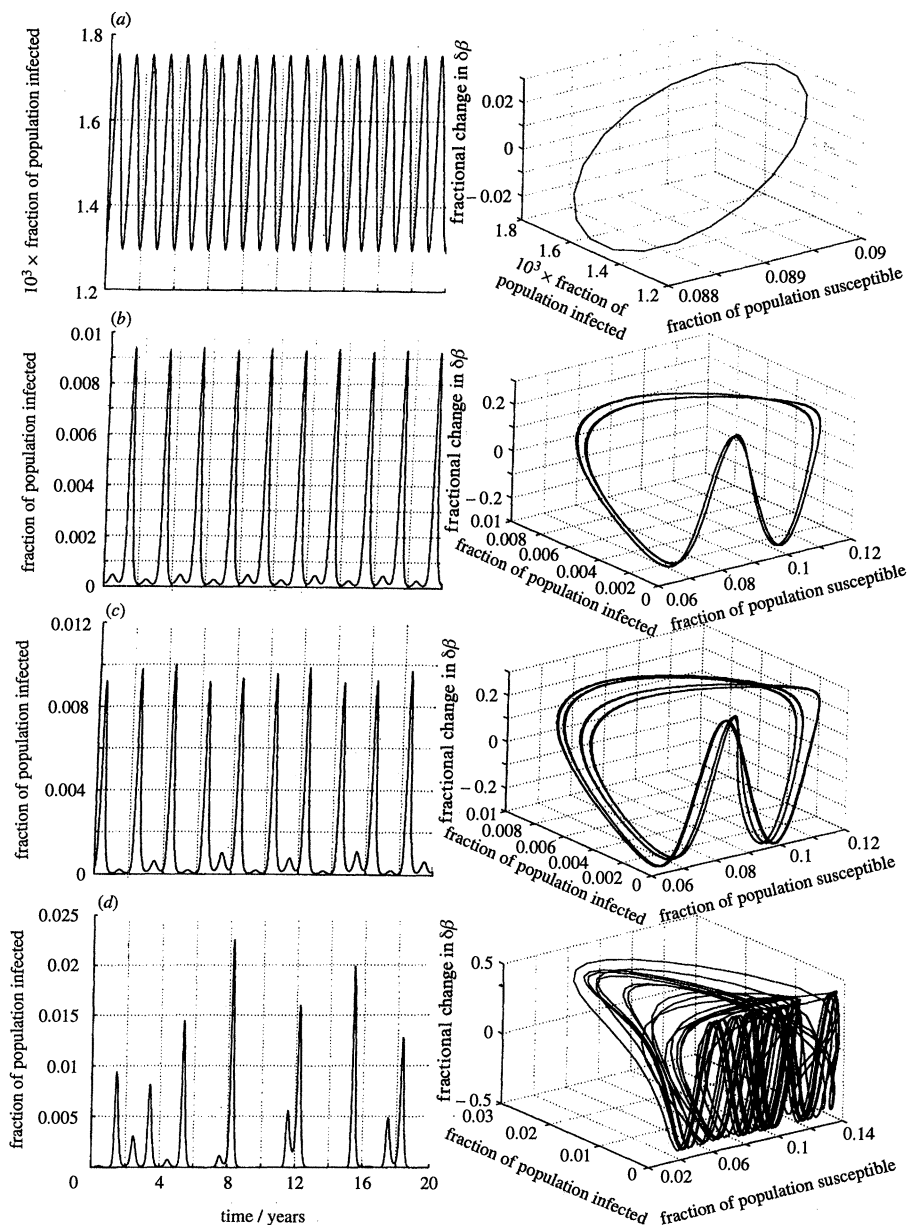 (a)
1.8
1.6
1.4
1.2
10³ × fraction of population infected
fractional change in δβ
0.02
0
−0.02
1.8
1.6
1.4
1.2
10³ × fraction of
population infected
0.088
0.089
0.09
fraction of population susceptible
(b)
0.01
0.008
0.006
0.004
0.002
0
fraction of population infected
fractional change in δβ
0.2
0
−0.2
0.01
0.008
0.006
0.004
0.002
0
fraction of population infected
0.06
0.08
0.1
0.12
fraction of population susceptible
(c)
0.012
0.008
0.004
0
fraction of population infected
fractional change in δβ
0.2
0
−0.2
0.01
0.008
0.006
0.004
0.002
0
fraction of population infected
0.06
0.08
0.1
0.12
fraction of population susceptible
(d)
0.025
0.02
0.015
0.01
0.005
fraction of population infected
0 4 8 12 16 20
time / years
fractional change in δβ
0.5
0
−0.5
0.03
0.02
0.01
0
fraction of population infected
0.02
0.06
0.1
0.14
fraction of population susceptible